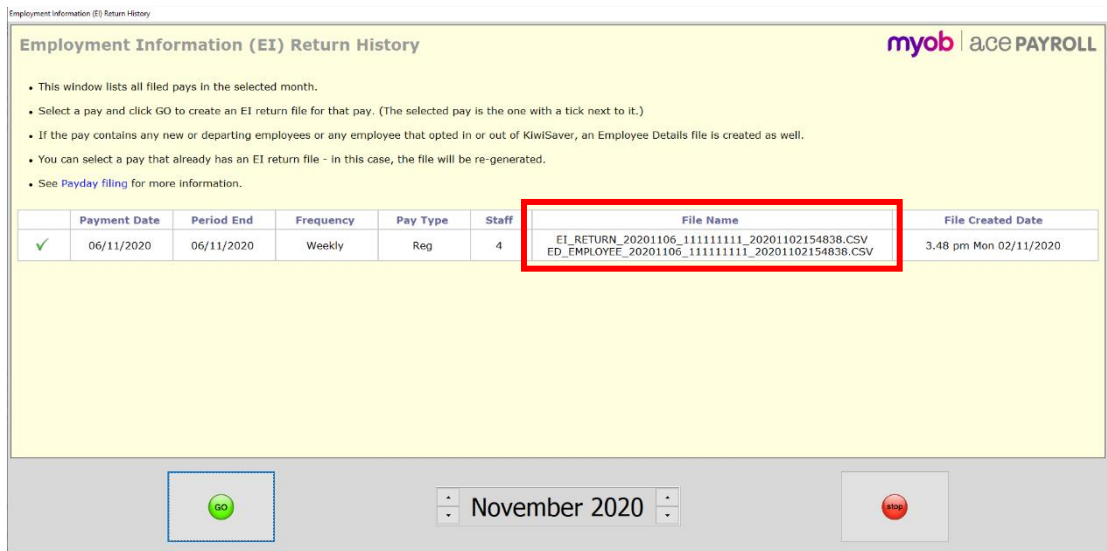 Employment Information (EI) Return History
Employment Information (EI) Return History
myob ace PAYROLL
• This window lists all filed pays in the selected month.
• Select a pay and click GO to create an EI return file for that pay. (The selected pay is the one with a tick next to it.)
• If the pay contains any new or departing employees or any employee that opted in or out of KiwiSaver, an Employee Details file is created as well.
• You can select a pay that already has an EI return file - in this case, the file will be re-generated.
• See Payday filing for more information.
Payment Date Period End Frequency Pay Type Staff File Name File Created Date
06/11/2020 06/11/2020 Weekly Reg 4 EI_RETURN_20201106_111111111_20201102154838.CSV 3.48 pm Mon 02/11/2020
ED_EMPLOYEE_20201106_111111111_20201102154838.CSV
GO November 2020 stop